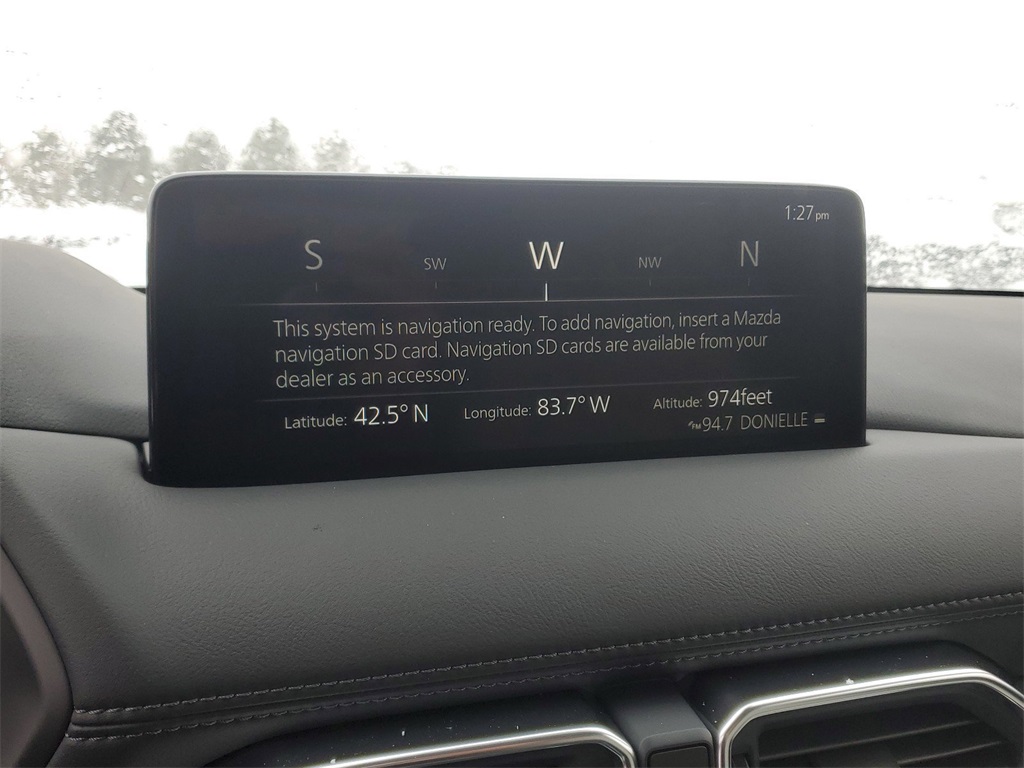 1:27pm
S SW W NW N
This system is navigation ready. To add navigation, insert a Mazda
navigation SD card. Navigation SD cards are available from your
dealer as an accessory.
Latitude: 42.5° N Longitude: 83.7° W Altitude: 974feet
FM 94.7 DONIELLE